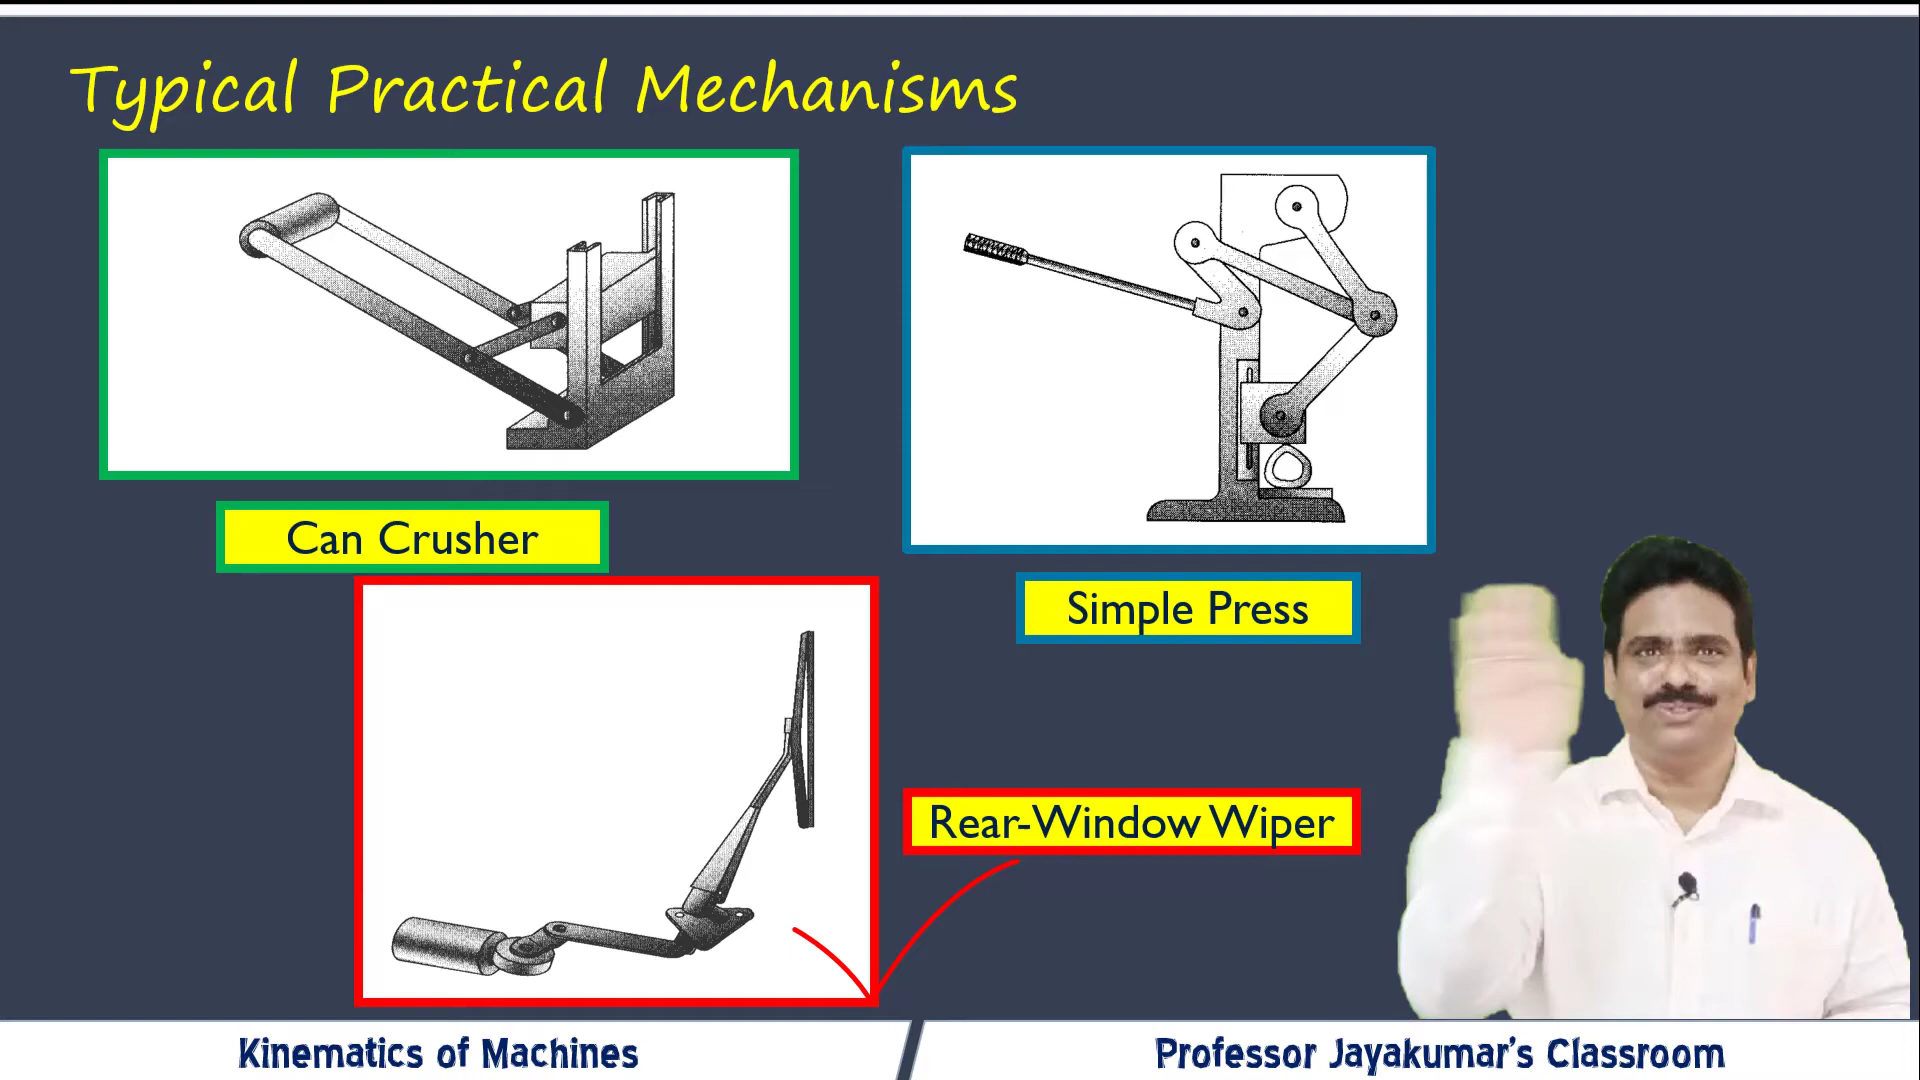 Typical Practical Mechanisms
Can Crusher
Simple Press
Rear-Window Wiper
Kinematics of Machines
Professor Jayakumar's Classroom